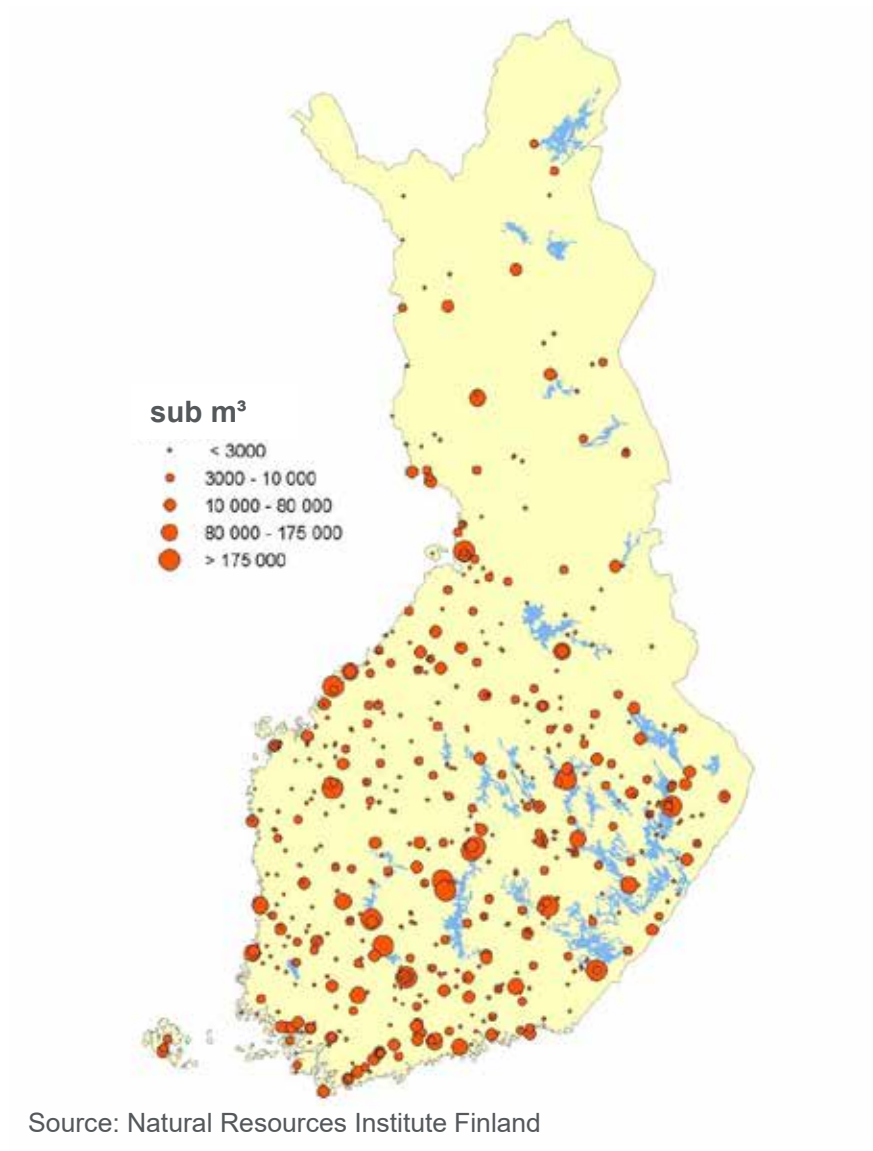 sub m³
< 3000
3000 - 10 000
10 000 - 80 000
80 000 - 175 000
> 175 000
Source: Natural Resources Institute Finland